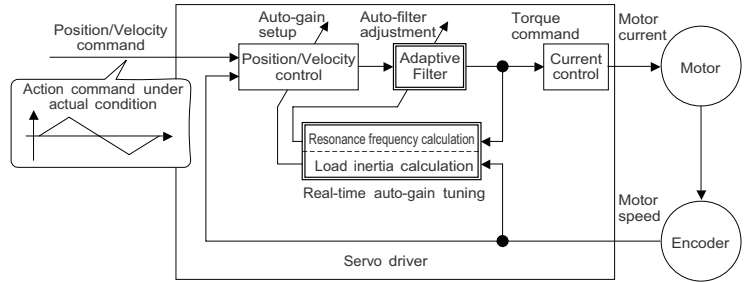 Position/Velocity
command
Action command under
actual condition
Auto-gain
setup
Auto-filter
adjustment
Torque
command
Motor
current
Position/Velocity
control
Adaptive
Filter
Current
control
Motor
Resonance frequency calculation
Load inertia calculation
Real-time auto-gain tuning
Motor
speed
Encoder
Servo driver